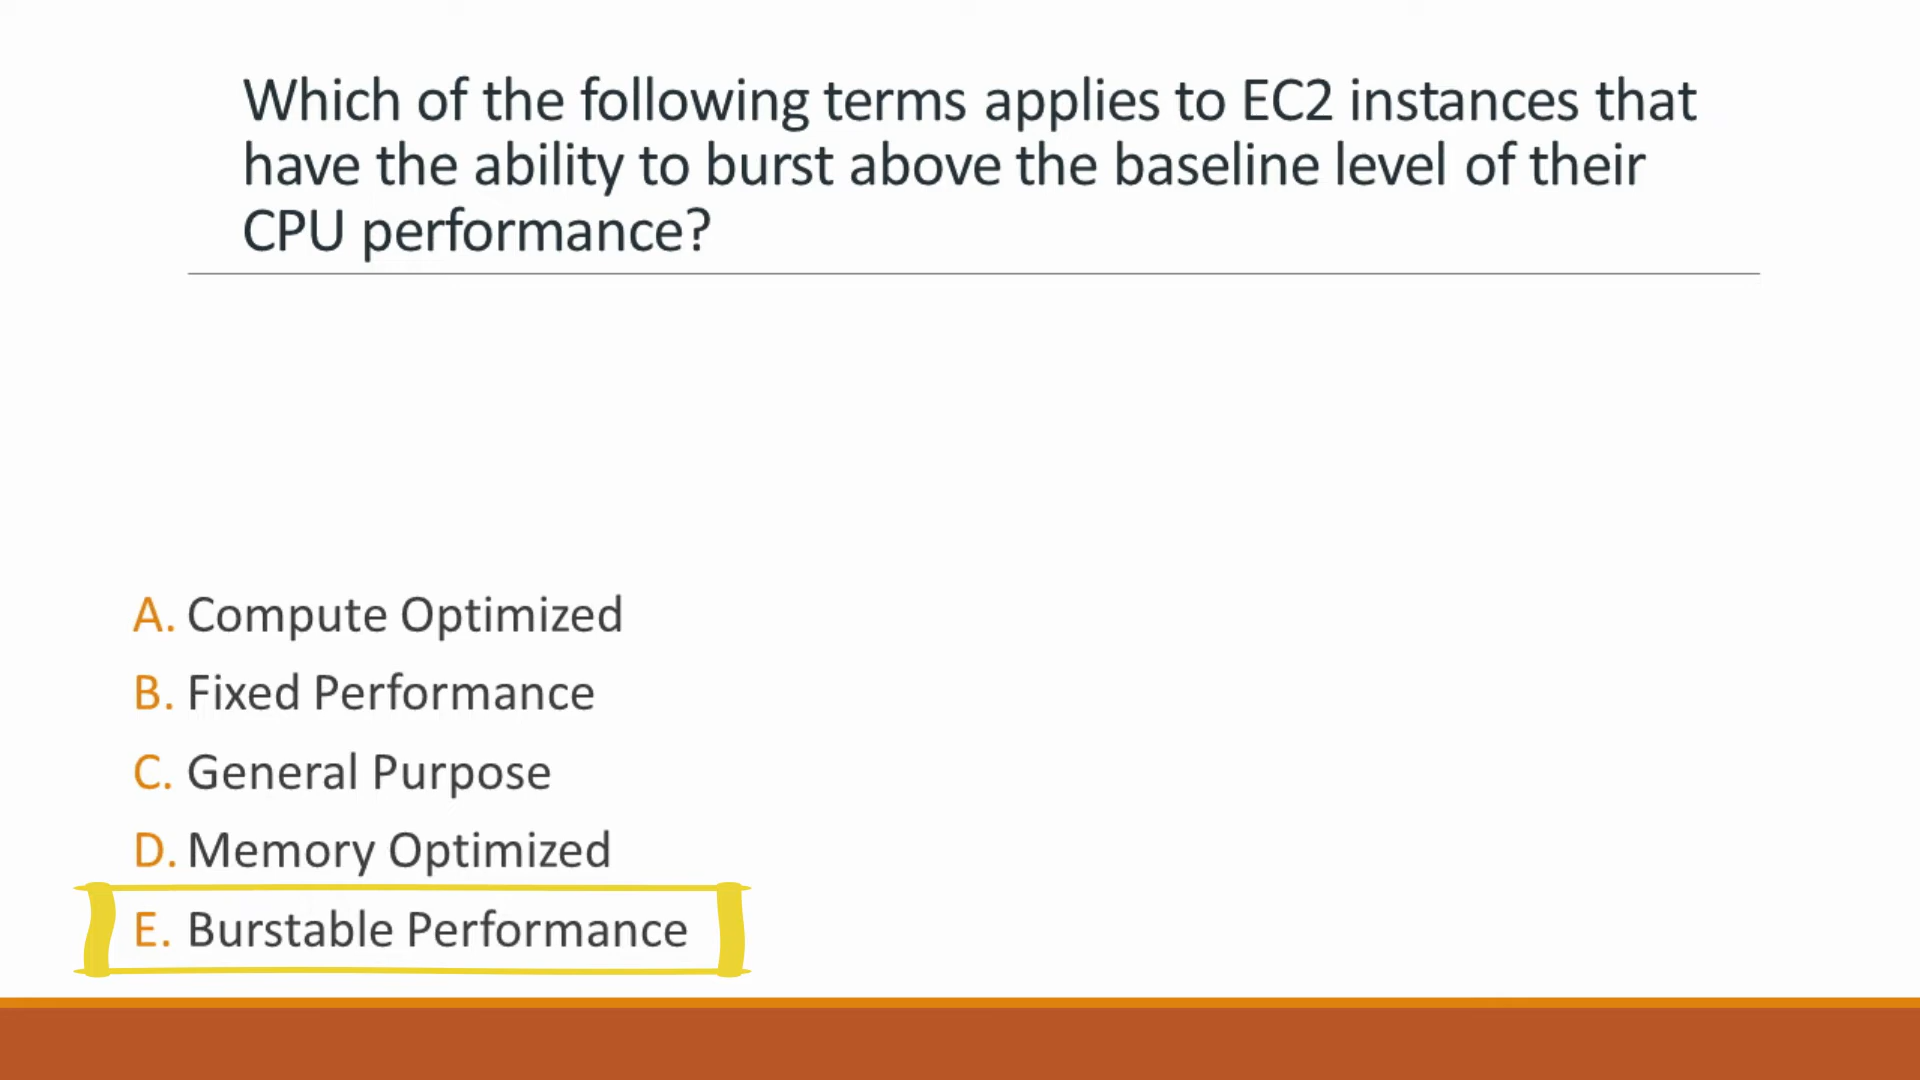 Which of the following terms applies to EC2 instances that
have the ability to burst above the baseline level of their
CPU performance?
A. Compute Optimized
B. Fixed Performance
C. General Purpose
D. Memory Optimized
E. Burstable Performance